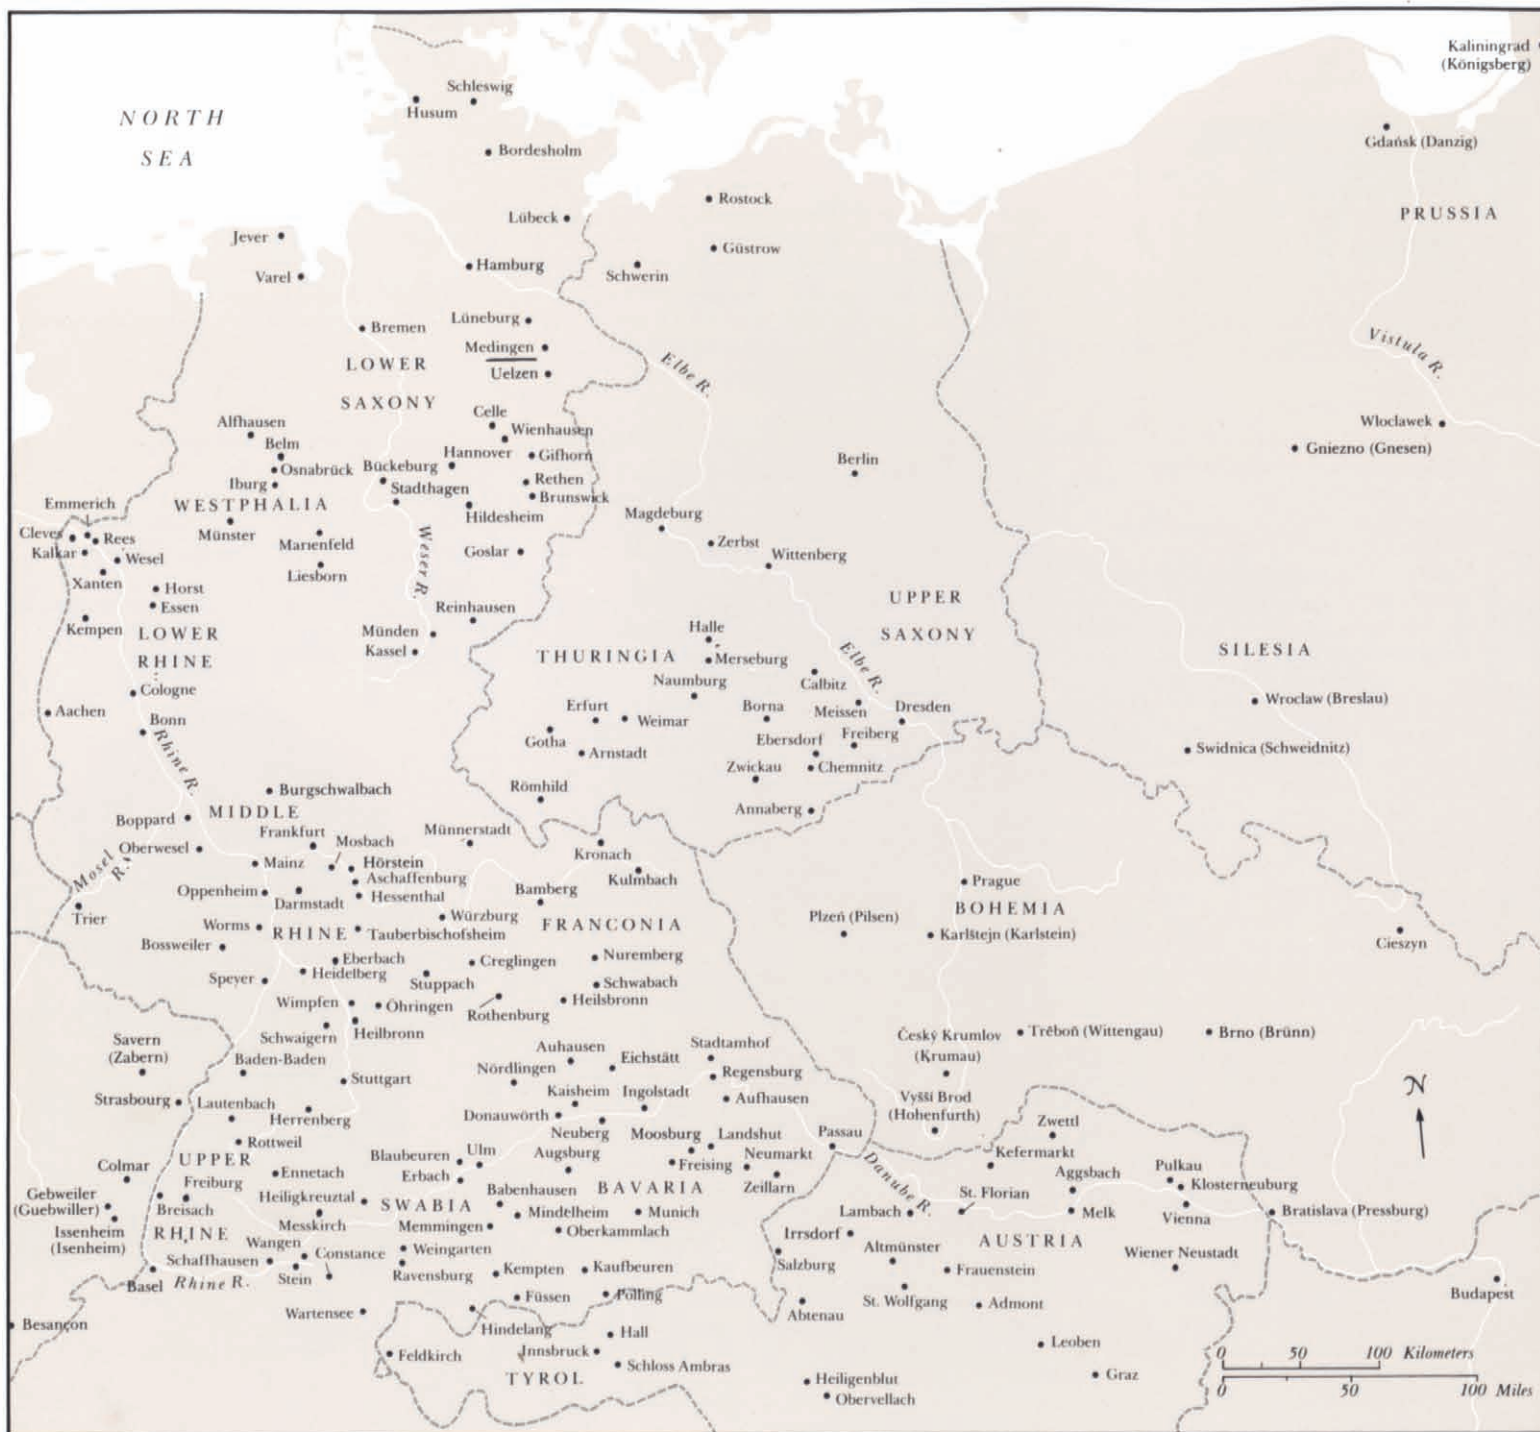 Kaliningrad
(Königsberg)
NORTH
SEA
Schleswig
Husum
Bordesholm
Gdańsk (Danzig)
Rostock
PRUSSIA
Lübeck
Jever
Güstrow
Hamburg
Schwerin
Varel
Lüneburg
Bremen
Medingen
Vistula R.
LOWER
SAXONY
Elbe R.
Uelzen
Celle
Alfhausen
Wienhausen
Wloclawek
Belm
Hannover
Gifhorn
Gniezno (Gnesen)
Osnabrück
Bückeburg
Berlin
Iburg
Stadthagen
Rethen
Brunswick
Emmerich
WESTPHALIA
Hildesheim
Magdeburg
Cleves
Rees
Münster
Marienfeld
Weser R.
Goslar
Zerbst
Kalkar
Wesel
Wittenberg
Xanten
Liesborn
Horst
Essen
Reinhausen
UPPER
SAXONY
Kempen
LOWER
RHINE
Münden
Halle
Kassel
THURINGIA
Merseburg
Elbe R.
SILESIA
Naumburg
Calbitz
Cologne
Wroclaw (Breslau)
Aachen
Bonn
Erfurt
Weimar
Borna
Meissen
Dresden
Rhine R.
Gotha
Arnstadt
Ebersdorf
Freiberg
Swidnica (Schweidnitz)
Zwickau
Chemnitz
Burgschwalbach
Römhild
Annaberg
MIDDLE
Boppard
Frankfurt
Mosbach
Münnerstadt
Oberwesel
Mainz
Hörstein
Kronach
Mosel
R.
Aschaffenburg
Kulmbach
Prague
Oppenheim
Darmstadt
Hessenthal
Bamberg
Trier
Würzburg
BOHEMIA
Worms
RHINE
Tauberbischofsheim
FRANCONIA
Plzeń (Pilsen)
Karlštejn (Karlstein)
Cieszyn
Bossweiler
Eberbach
Creglingen
Nuremberg
Speyer
Heidelberg
Stuppach
Schwabach
Wimpfen
Öhringen
Rothenburg
Heilsbronn
Schwaigern
Heilbronn
Savern
(Zabern)
Český Krumlov
(Krumau)
Trěboň (Wittengau)
Brno (Brünn)
Baden-Baden
Auhausen
Eichstätt
Stadtamhof
Stuttgart
Nördlingen
Regensburg
Strasbourg
Lautenbach
Kaisheim
Ingolstadt
Aufhausen
Vyšší Brod
(Hohenfurth)
N
Herrenberg
Donauwörth
Neuberg
Zwettl
Rottweil
Moosburg
Landshut
Passau
Kefermarkt
UPPER
Blaubeuren
Ulm
Augsburg
Freising
Neumarkt
Danube R.
Colmar
Ennetach
Erbach
Zeillarn
Aggsbach
Pulkau
Gebweiler
(Guebwiller)
Freiburg
Heiligkreuztal
SWABIA
Babenhausen
BAVARIA
St. Florian
Klosterneuburg
Breisach
Messkirch
Mindelheim
Munich
Lambach
Melk
Vienna
Bratislava (Pressburg)
Issenheim
(Isenheim)
RHINE
Memmingen
Oberkammlach
Irrsdorf
AUSTRIA
Wangen
Constance
Weingarten
Altmünster
Wiener Neustadt
Schaffhausen
Basel
Rhine R.
Stein
Ravensburg
Kempten
Kaufbeuren
Salzburg
Frauenstein
Budapest
Füssen
Polling
Abtenau
St. Wolfgang
Admont
Besançon
Wartensee
Hindelang
Hall
Leoben
Feldkirch
Innsbruck
Schloss Ambras
0 50 100 Kilometers
TYROL
Heiligenblut
Graz
0 50 100 Miles
Obervellach